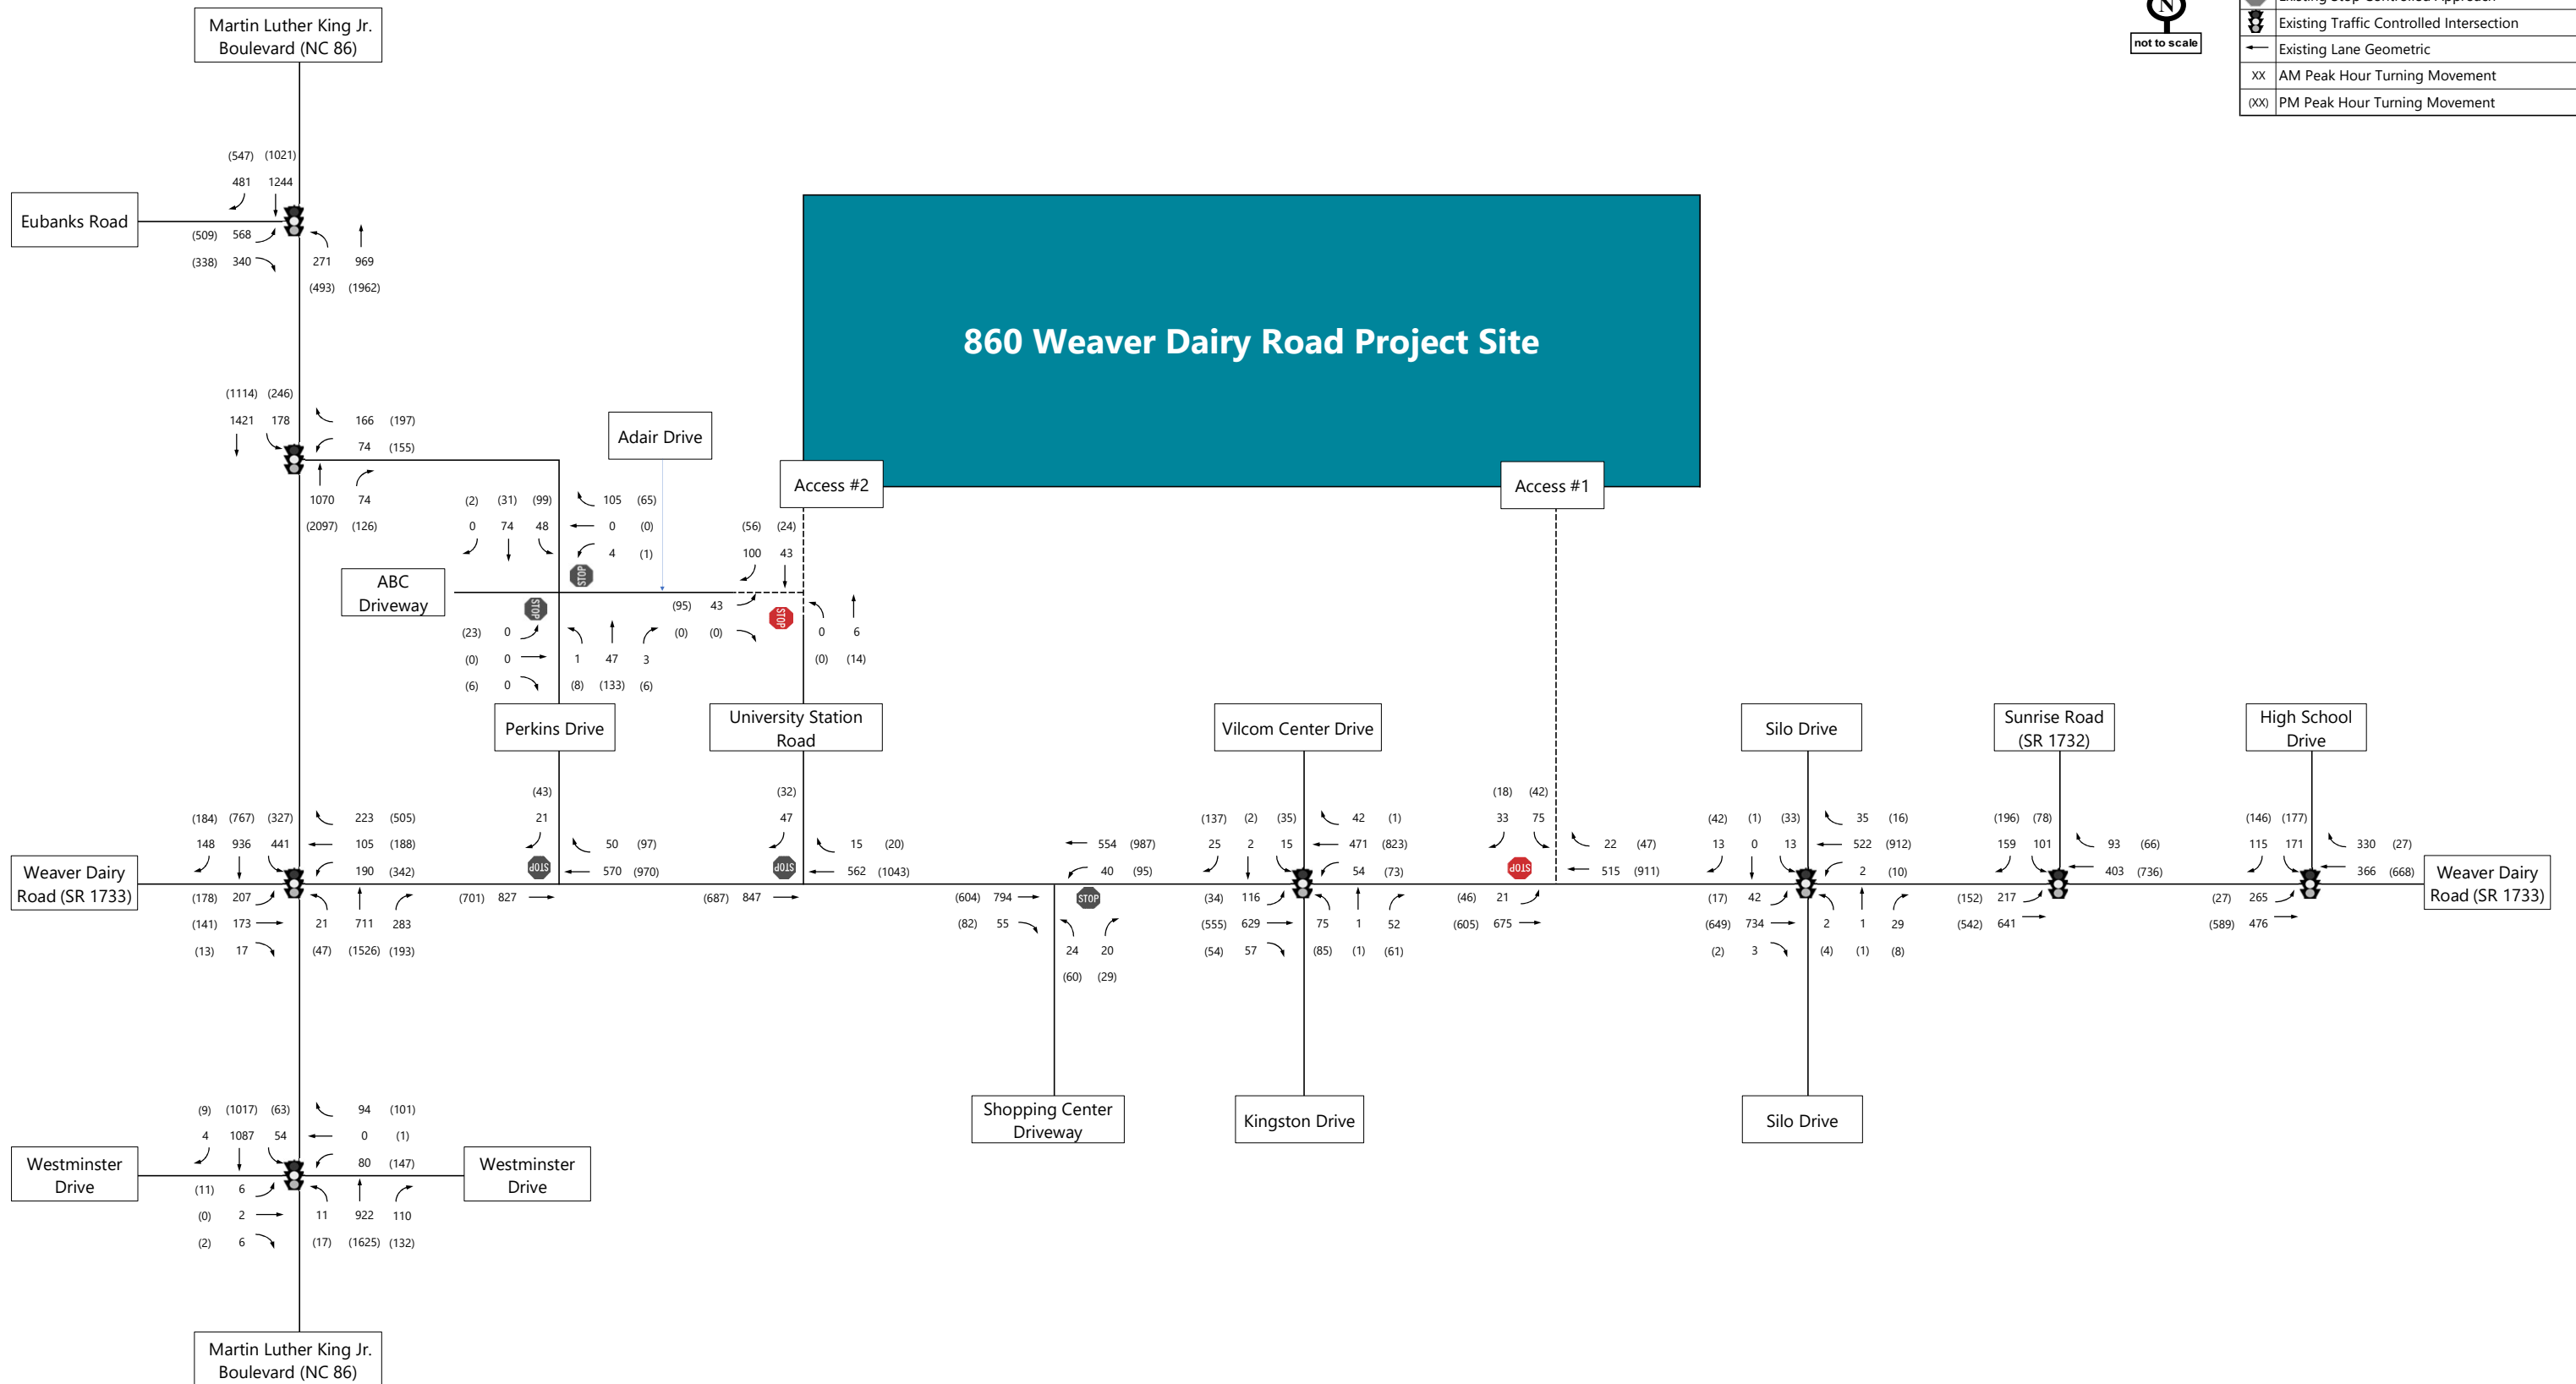 Martin Luther King Jr.
Boulevard (NC 86)
N
not to scale
Existing Stop Controlled Approach
Existing Traffic Controlled Intersection
Existing Lane Geometric
XX AM Peak Hour Turning Movement
(XX) PM Peak Hour Turning Movement
(547) (1021)
481 1244
Eubanks Road
(509) 568
(338) 340
271 969
(493) (1962)
860 Weaver Dairy Road Project Site
(1114) (246)
1421 178
166 (197)
74 (155)
1070 74
(2097) (126)
Adair Drive
Access #2
Access #1
(2) (31) (99)
0 74 48
105 (65)
0 (0)
4 (1)
(56) (24)
100 43
STOP
ABC
Driveway
STOP
(95) 43
(0) (0)
STOP
0 6
(0) (14)
(23) 0
(0) 0
(6) 0
1 47 3
(8) (133) (6)
Perkins Drive
University Station
Road
Vilcom Center Drive
Silo Drive
Sunrise Road
(SR 1732)
High School
Drive
(184) (767) (327)
148 936 441
223 (505)
105 (188)
190 (342)
Weaver Dairy
Road (SR 1733)
(178) 207
(141) 173
(13) 17
21 711 283
(47) (1526) (193)
(43)
21
STOP
50 (97)
570 (970)
(701) 827
(32)
47
STOP
15 (20)
562 (1043)
(687) 847
554 (987)
40 (95)
STOP
(604) 794
(82) 55
24 20
(60) (29)
(137) (2) (35)
25 2 15
42 (1)
471 (823)
54 (73)
(34) 116
(555) 629
(54) 57
75 1 52
(85) (1) (61)
(18) (42)
33 75
STOP
22 (47)
515 (911)
(46) 21
(605) 675
(42) (1) (33)
13 0 13
35 (16)
522 (912)
2 (10)
(17) 42
(649) 734
(2) 3
2 1 29
(4) (1) (8)
(196) (78)
159 101
93 (66)
403 (736)
(152) 217
(542) 641
(146) (177)
115 171
330 (27)
366 (668)
(27) 265
(589) 476
Weaver Dairy
Road (SR 1733)
Shopping Center
Driveway
Kingston Drive
Silo Drive
(9) (1017) (63)
4 1087 54
94 (101)
0 (1)
80 (147)
Westminster
Drive
Westminster
Drive
(11) 6
(0) 2
(2) 6
11 922 110
(17) (1625) (132)
Martin Luther King Jr.
Boulevard (NC 86)